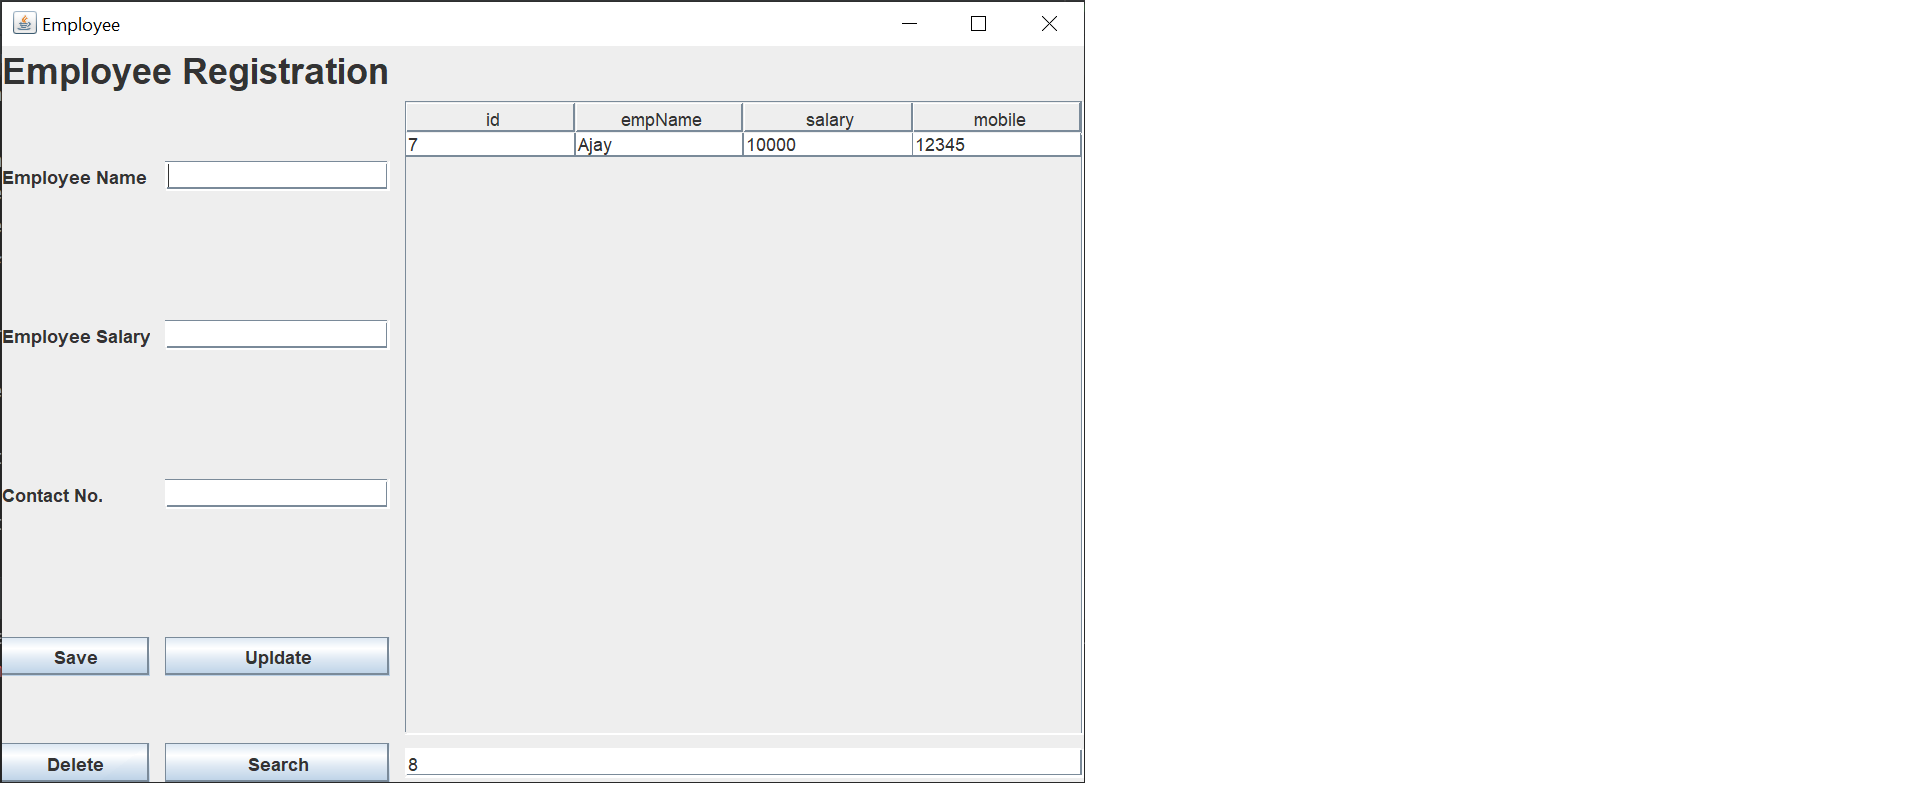 Employee
Employee Registration
id empName salary mobile
7 Ajay 10000 12345
Employee Name
Employee Salary
Contact No.
Save Upldate
Delete Search 8